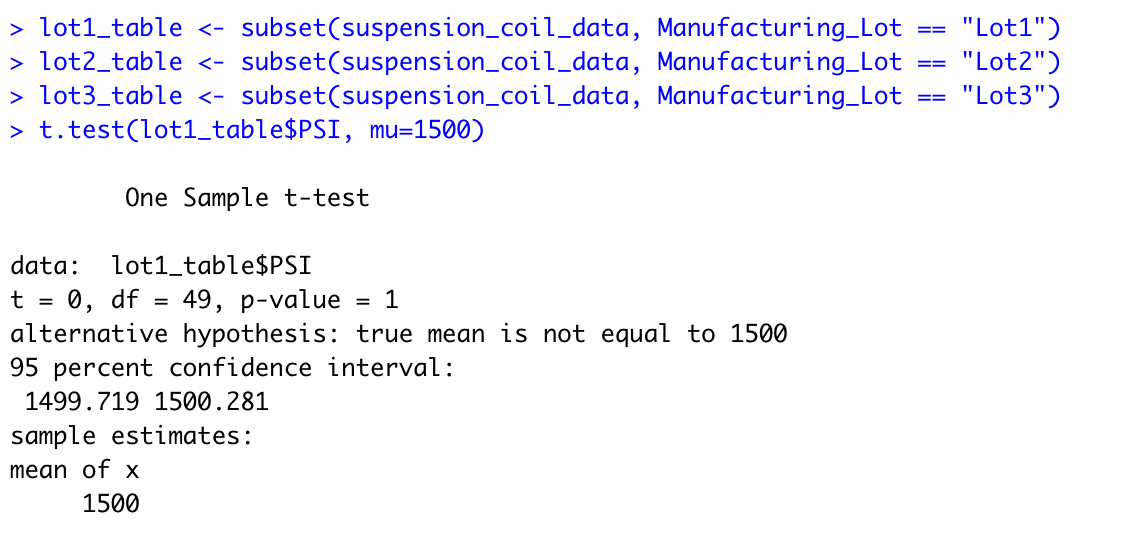 > lot1_table <- subset(suspension_coil_data, Manufacturing_Lot == "Lot1")
> lot2_table <- subset(suspension_coil_data, Manufacturing_Lot == "Lot2")
> lot3_table <- subset(suspension_coil_data, Manufacturing_Lot == "Lot3")
> t.test(lot1_table$PSI, mu=1500)
One Sample t-test
data:  lot1_table$PSI
t = 0, df = 49, p-value = 1
alternative hypothesis: true mean is not equal to 1500
95 percent confidence interval:
1499.719 1500.281
sample estimates:
mean of x
1500